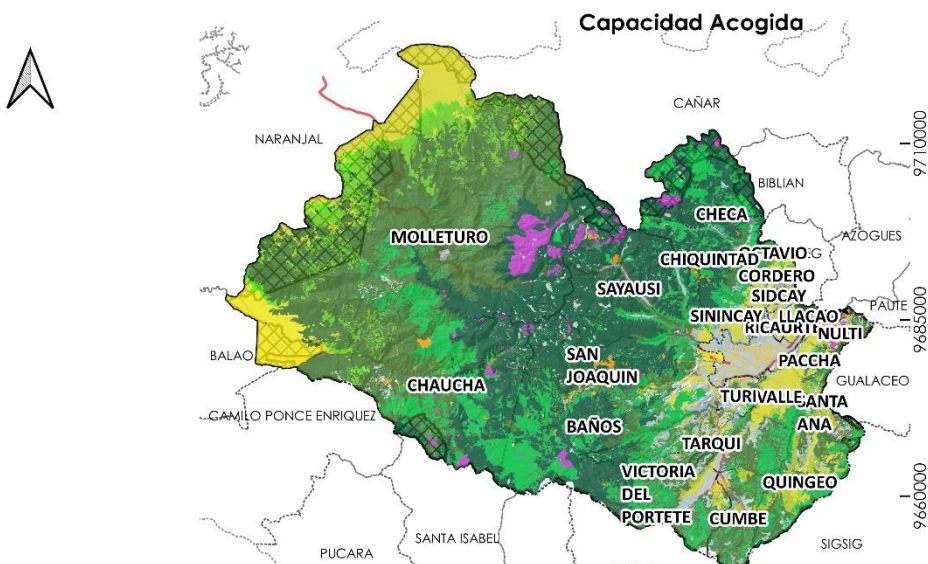 Capacidad Acogida
CAÑAR
NARANJAL
9710000
BIBLIAN
CHECA
AZOGUES
MOLLETURO
OCTAVIO
CHIQUINTAD
CORDERO
SAYAUSI
SIDCAY
PAUTE
SININCAY
LLACAO
RICAURTE
NULTI
9685000
BALAO
SAN
JOAQUIN
PACCHA
GUALACEO
CHAUCHA
TURI
VALLE
SANTA
ANA
CAMILO PONCE ENRIQUEZ
BAÑOS
TARQUI
VICTORIA
DEL
PORTETE
QUINGEO
CUMBE
9660000
SANTA ISABEL
SIGSIG
PUCARA